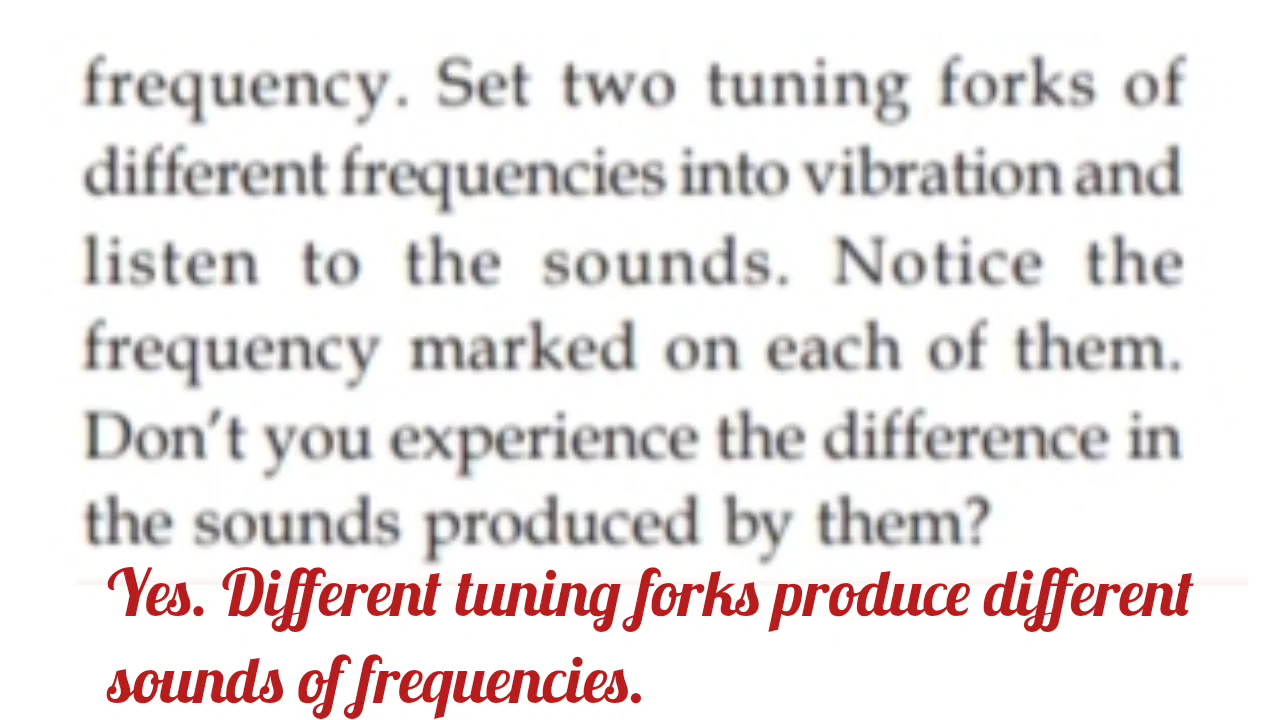 frequency. Set two tuning forks of
different frequencies into vibration and
listen to the sounds. Notice the
frequency marked on each of them.
Don't you experience the difference in
the sounds produced by them?
Yes. Different tuning forks produce different
sounds of frequencies.